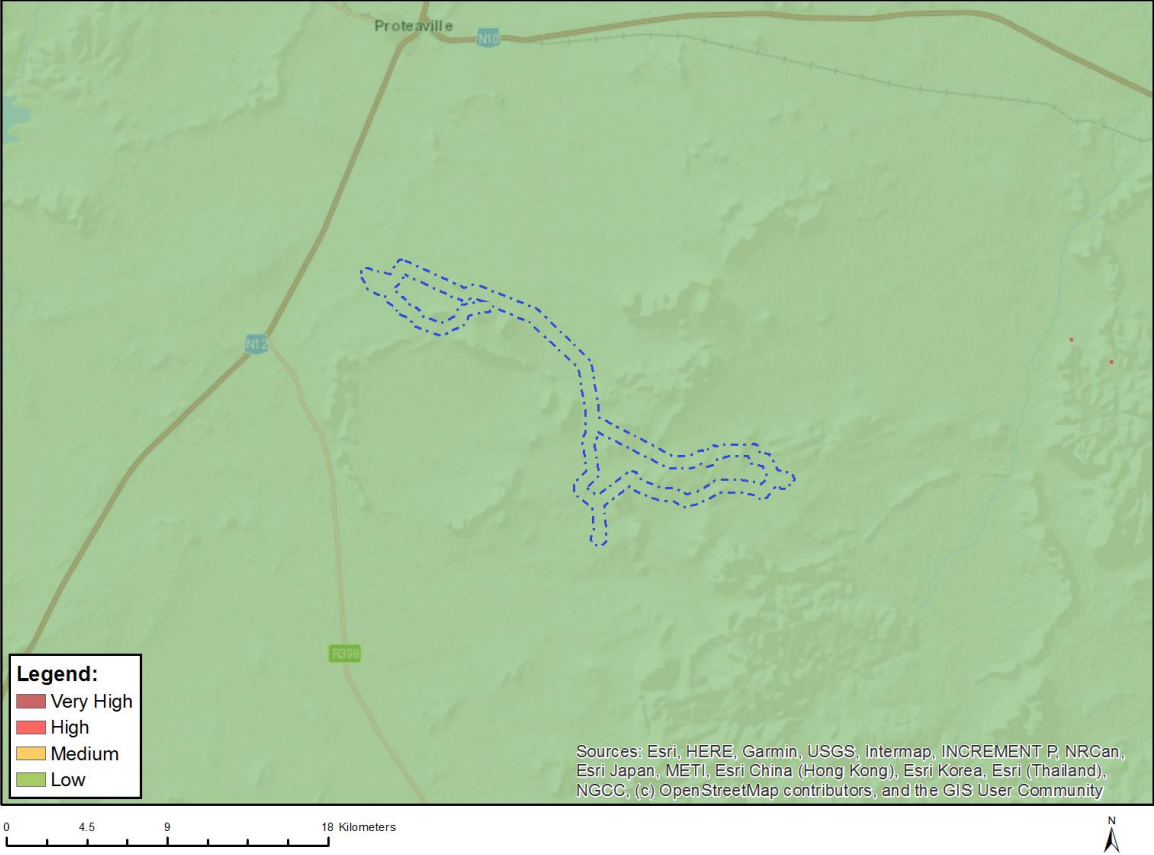 Proteaville
N10
N12
R398
Legend:
Very High
High
Medium
Low
Sources: Esri, HERE, Garmin, USGS, Intermap, INCREMENT P, NRCan,
Esri Japan, METI, Esri China (Hong Kong), Esri Korea, Esri (Thailand),
NGCC, (c) OpenStreetMap contributors, and the GIS User Community
0 4.5 9 18 Kilometers
N